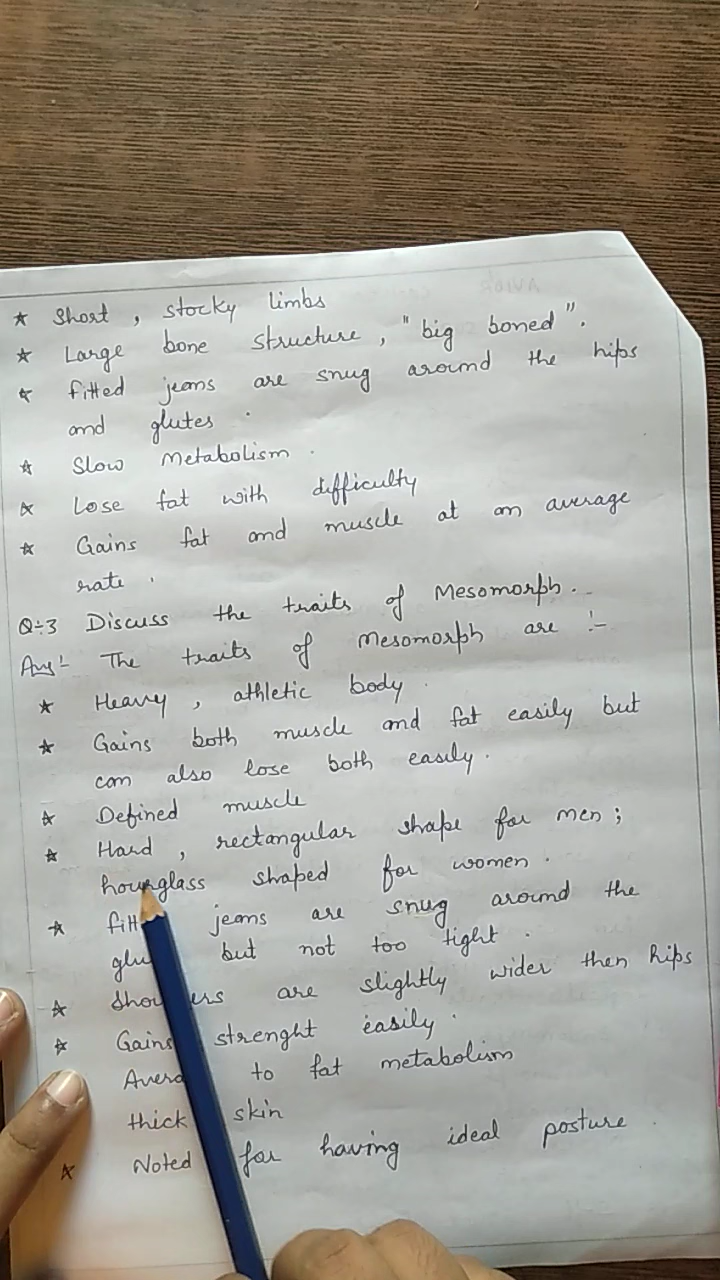 ★ Short , stocky limbs
★ Large bone structure , "big boned".
★ fitted jeans are snug around the hips
and glutes .
★ Slow Metabolism .
★ Lose fat with difficulty
★ Gains fat and muscle at an average
rate .
Q÷3 Discuss the traits of Mesomorph .
Ans:- The traits of Mesomorph are :-
★ Heavy , athletic body
★ Gains both muscle and fat easily but
can also lose both easily .
★ Defined muscle
★ Hard , rectangular shape for men ;
hourglass shaped for women .
★ jeans are snug around the
but not too tight .
★ are slightly wider then hips
★ Gains strenght easily .
to fat metabolism
thick skin
★ Noted for having ideal posture